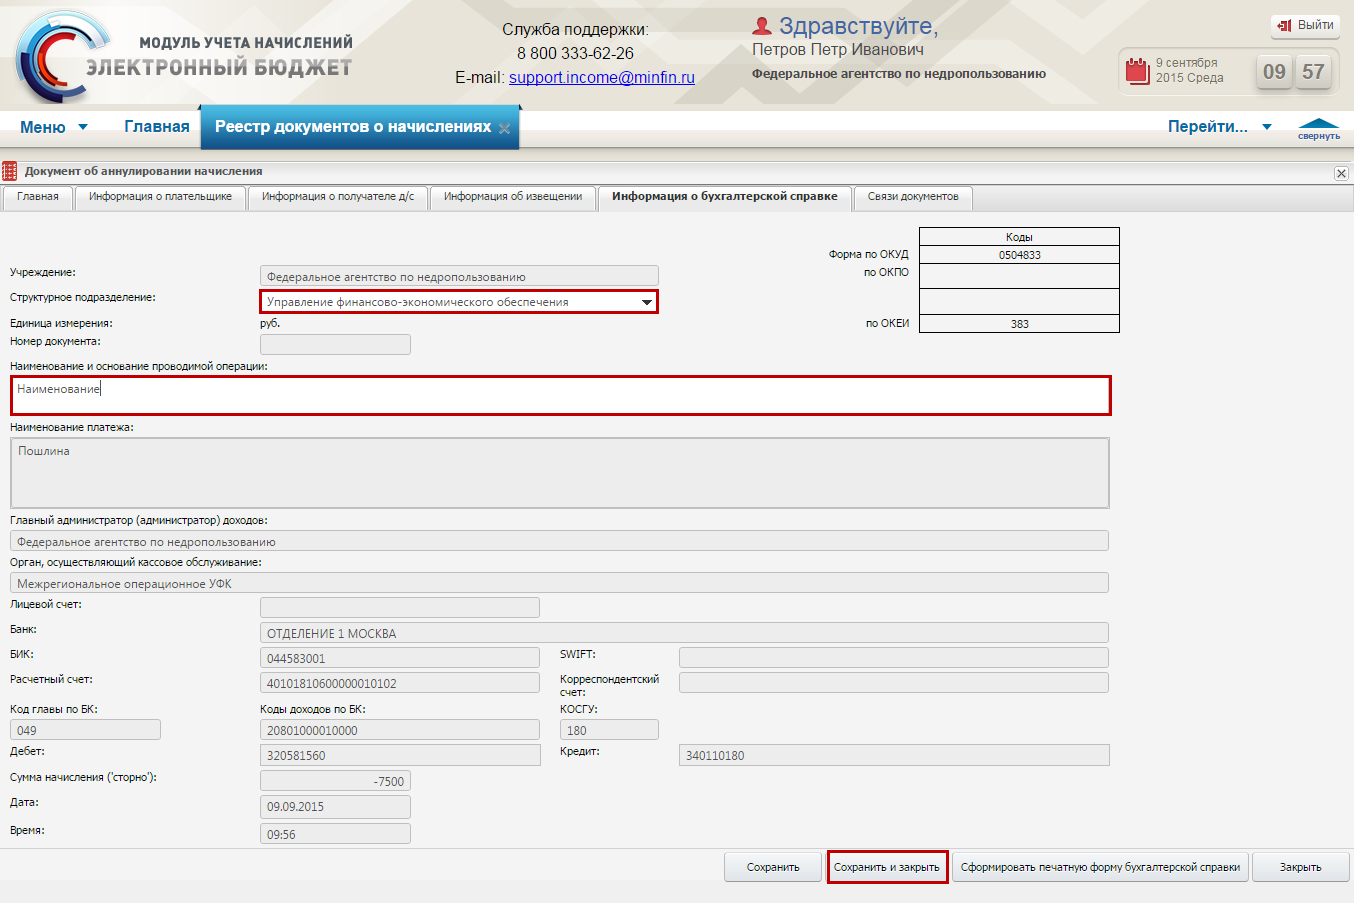 МОДУЛЬ УЧЕТА НАЧИСЛЕНИЙ
ЭЛЕКТРОННЫЙ БЮДЖЕТ
Служба поддержки:
8 800 333-62-26
E-mail: support.income@minfin.ru
Здравствуйте,
Петров Петр Иванович
Федеральное агентство по недропользованию
Выйти
9 сентября
2015 Среда
09 57
Меню Главная Реестр документов о начислениях Перейти... свернуть
Документ об аннулировании начисления
Главная Информация о плательщике Информация о получателе д/с Информация об извещении Информация о бухгалтерской справке Связи документов
Коды
Форма по ОКУД 0504833
Учреждение: Федеральное агентство по недропользованию по ОКПО
Структурное подразделение: Управление финансово-экономического обеспечения
Единица измерения: руб. по ОКЕИ 383
Номер документа:
Наименование и основание проводимой операции:
Наименование
Наименование платежа:
Пошлина
Главный администратор (администратор) доходов:
Федеральное агентство по недропользованию
Орган, осуществляющий кассовое обслуживание:
Межрегиональное операционное УФК
Лицевой счет:
Банк: ОТДЕЛЕНИЕ 1 МОСКВА
БИК: 044583001 SWIFT:
Расчетный счет: 40101810600000010102 Корреспондентский
счет:
Код главы по БК: Коды доходов по БК: КОСГУ:
049 20801000010000 180
Дебет: 320581560 Кредит: 340110180
Сумма начисления ('сторно'): -7500
Дата: 09.09.2015
Время: 09:56
Сохранить Сохранить и закрыть Сформировать печатную форму бухгалтерской справки Закрыть